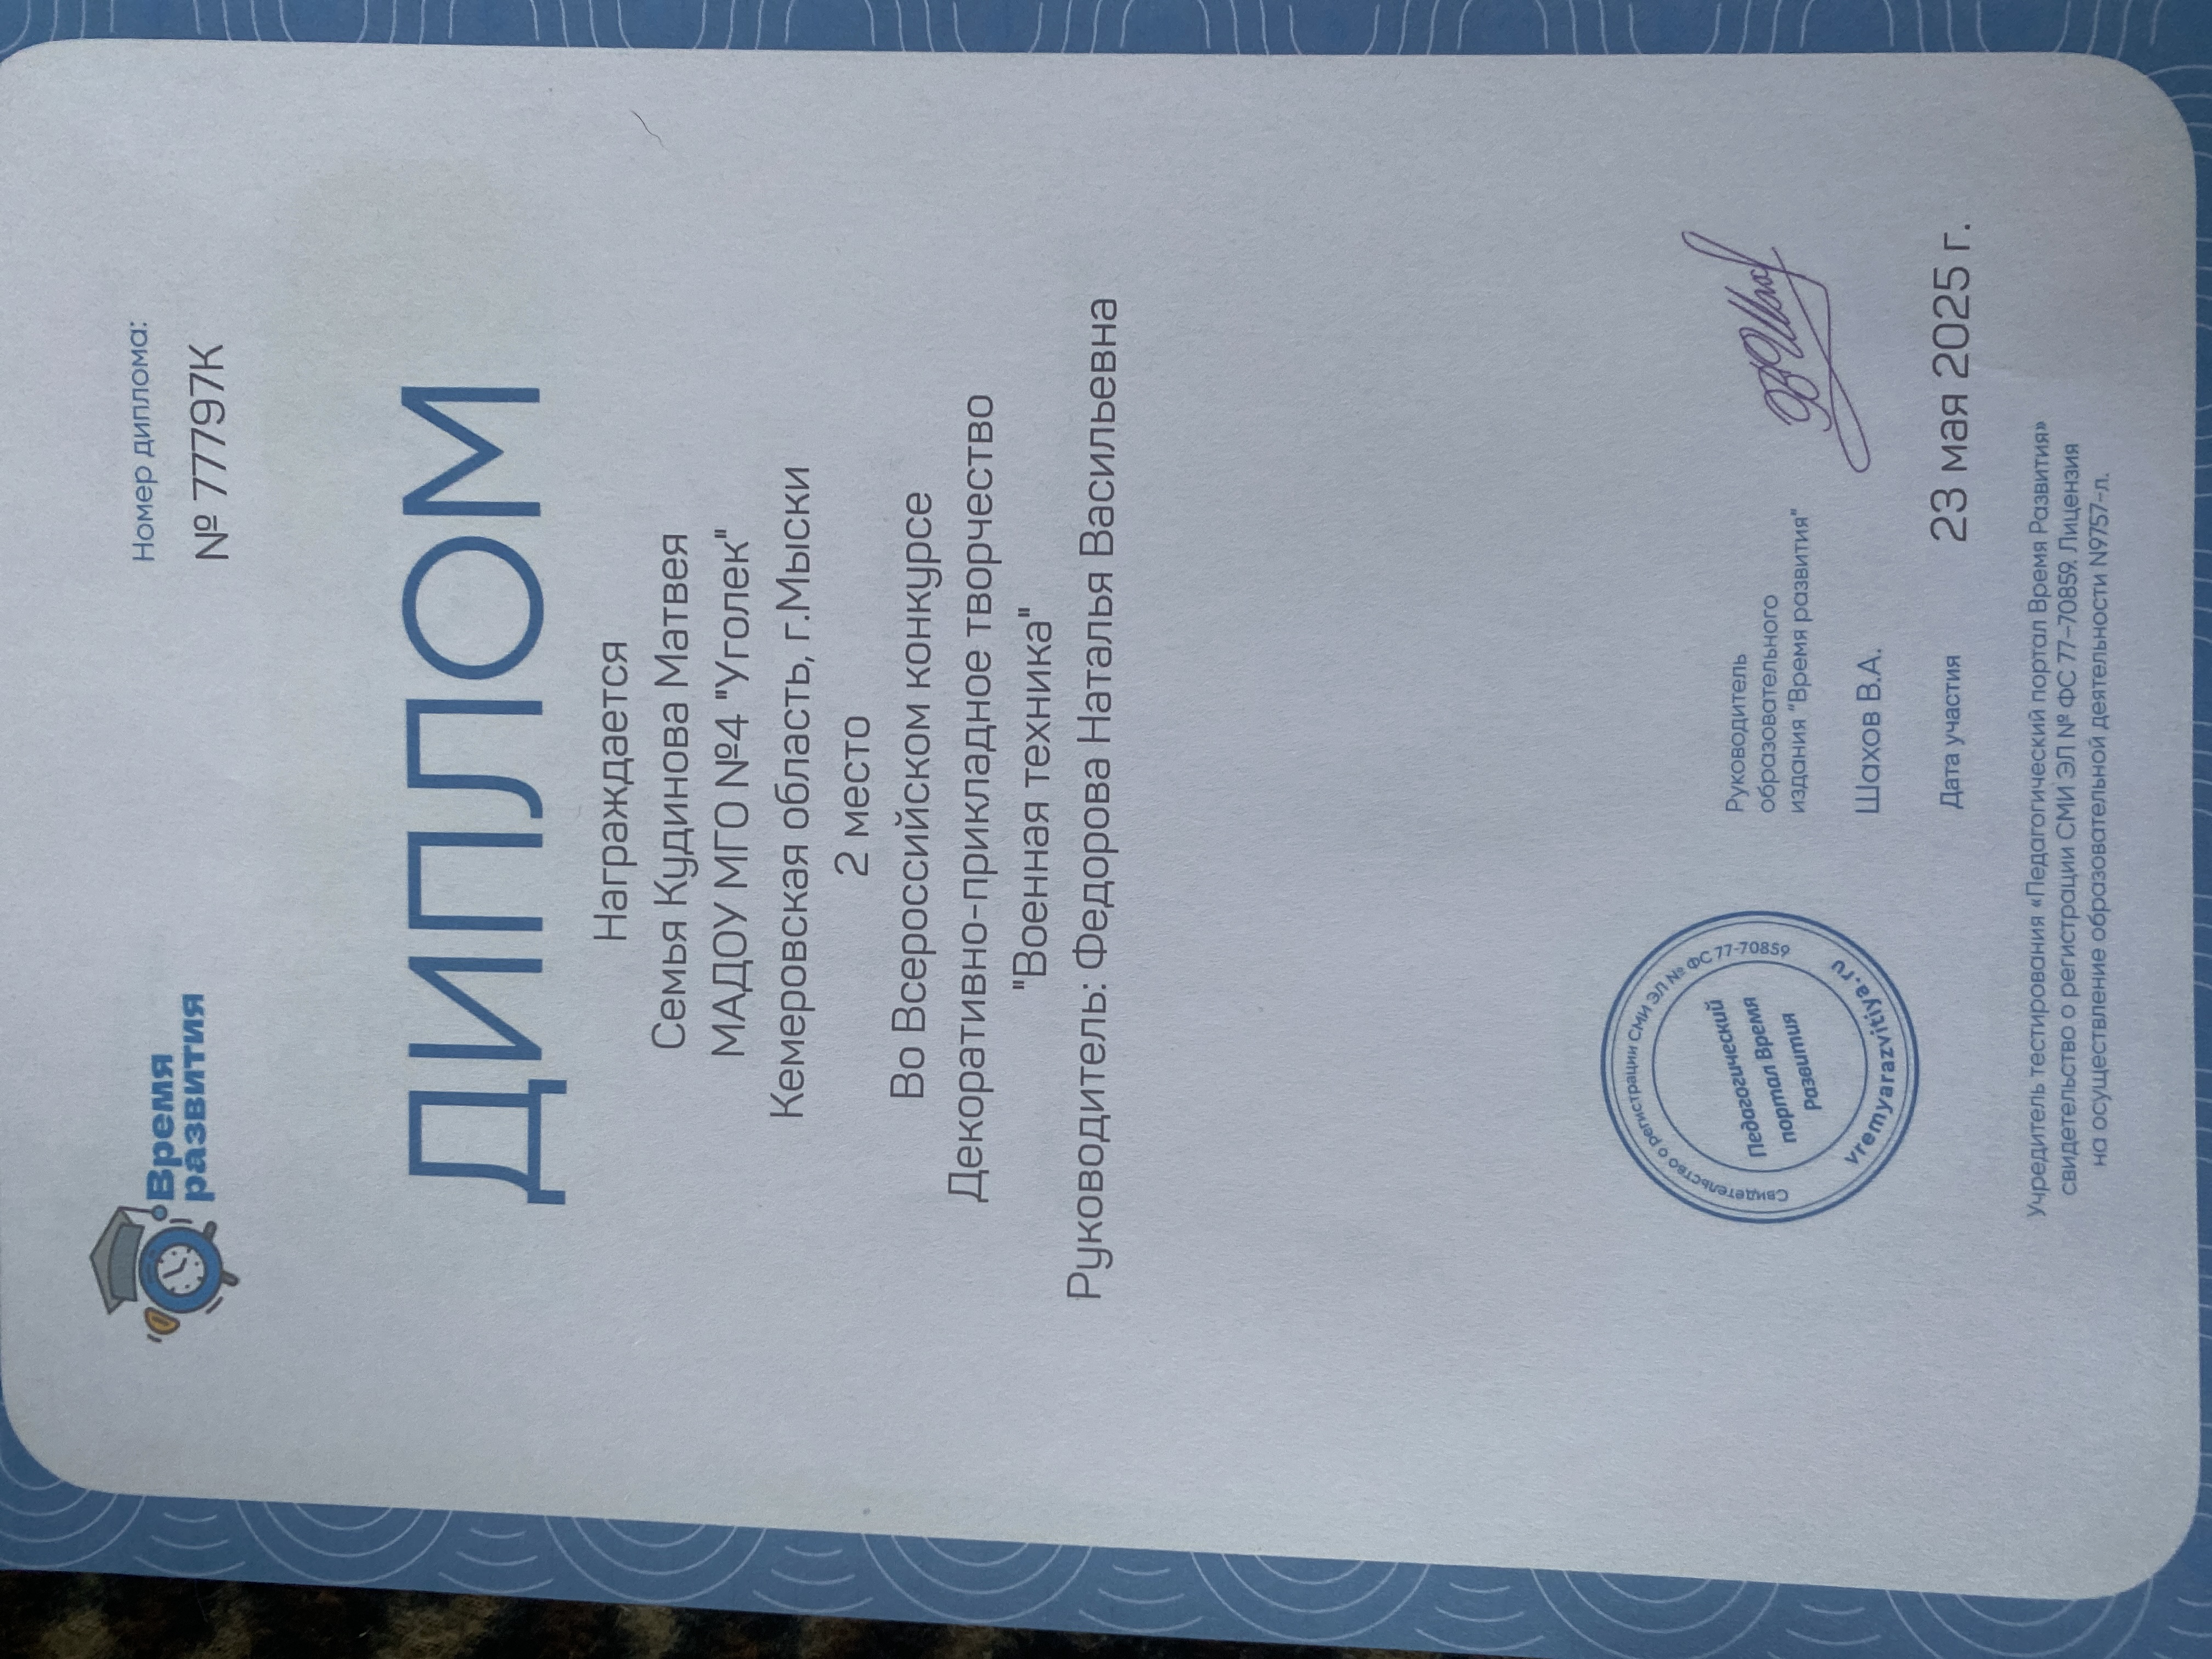 Время
развития
Номер диплома:
№ 77797К
ДИПЛОМ
Награждается
Семья Кудинова Матвея
МАДОУ МГО №4 "Уголек"
Кемеровская область, г.Мыски
2 место
Во Всероссийском конкурсе
Декоративно-прикладное творчество
"Военная техника"
Руководитель: Федорова Наталья Васильевна
Свидетельство о регистрации СМИ ЭЛ № ФС 77-70859
Педагогический
портал Время
Развития
vremyarazvitiya.ru
Руководитель
образовательного
издания "Время развития"
Шахов В.А.
Дата участия
23 мая 2025 г.
Учредитель тестирования «Педагогический портал Время Развития»
свидетельство о регистрации СМИ ЭЛ № ФС 77-70859. Лицензия
на осуществление образовательной деятельности N9757-л.